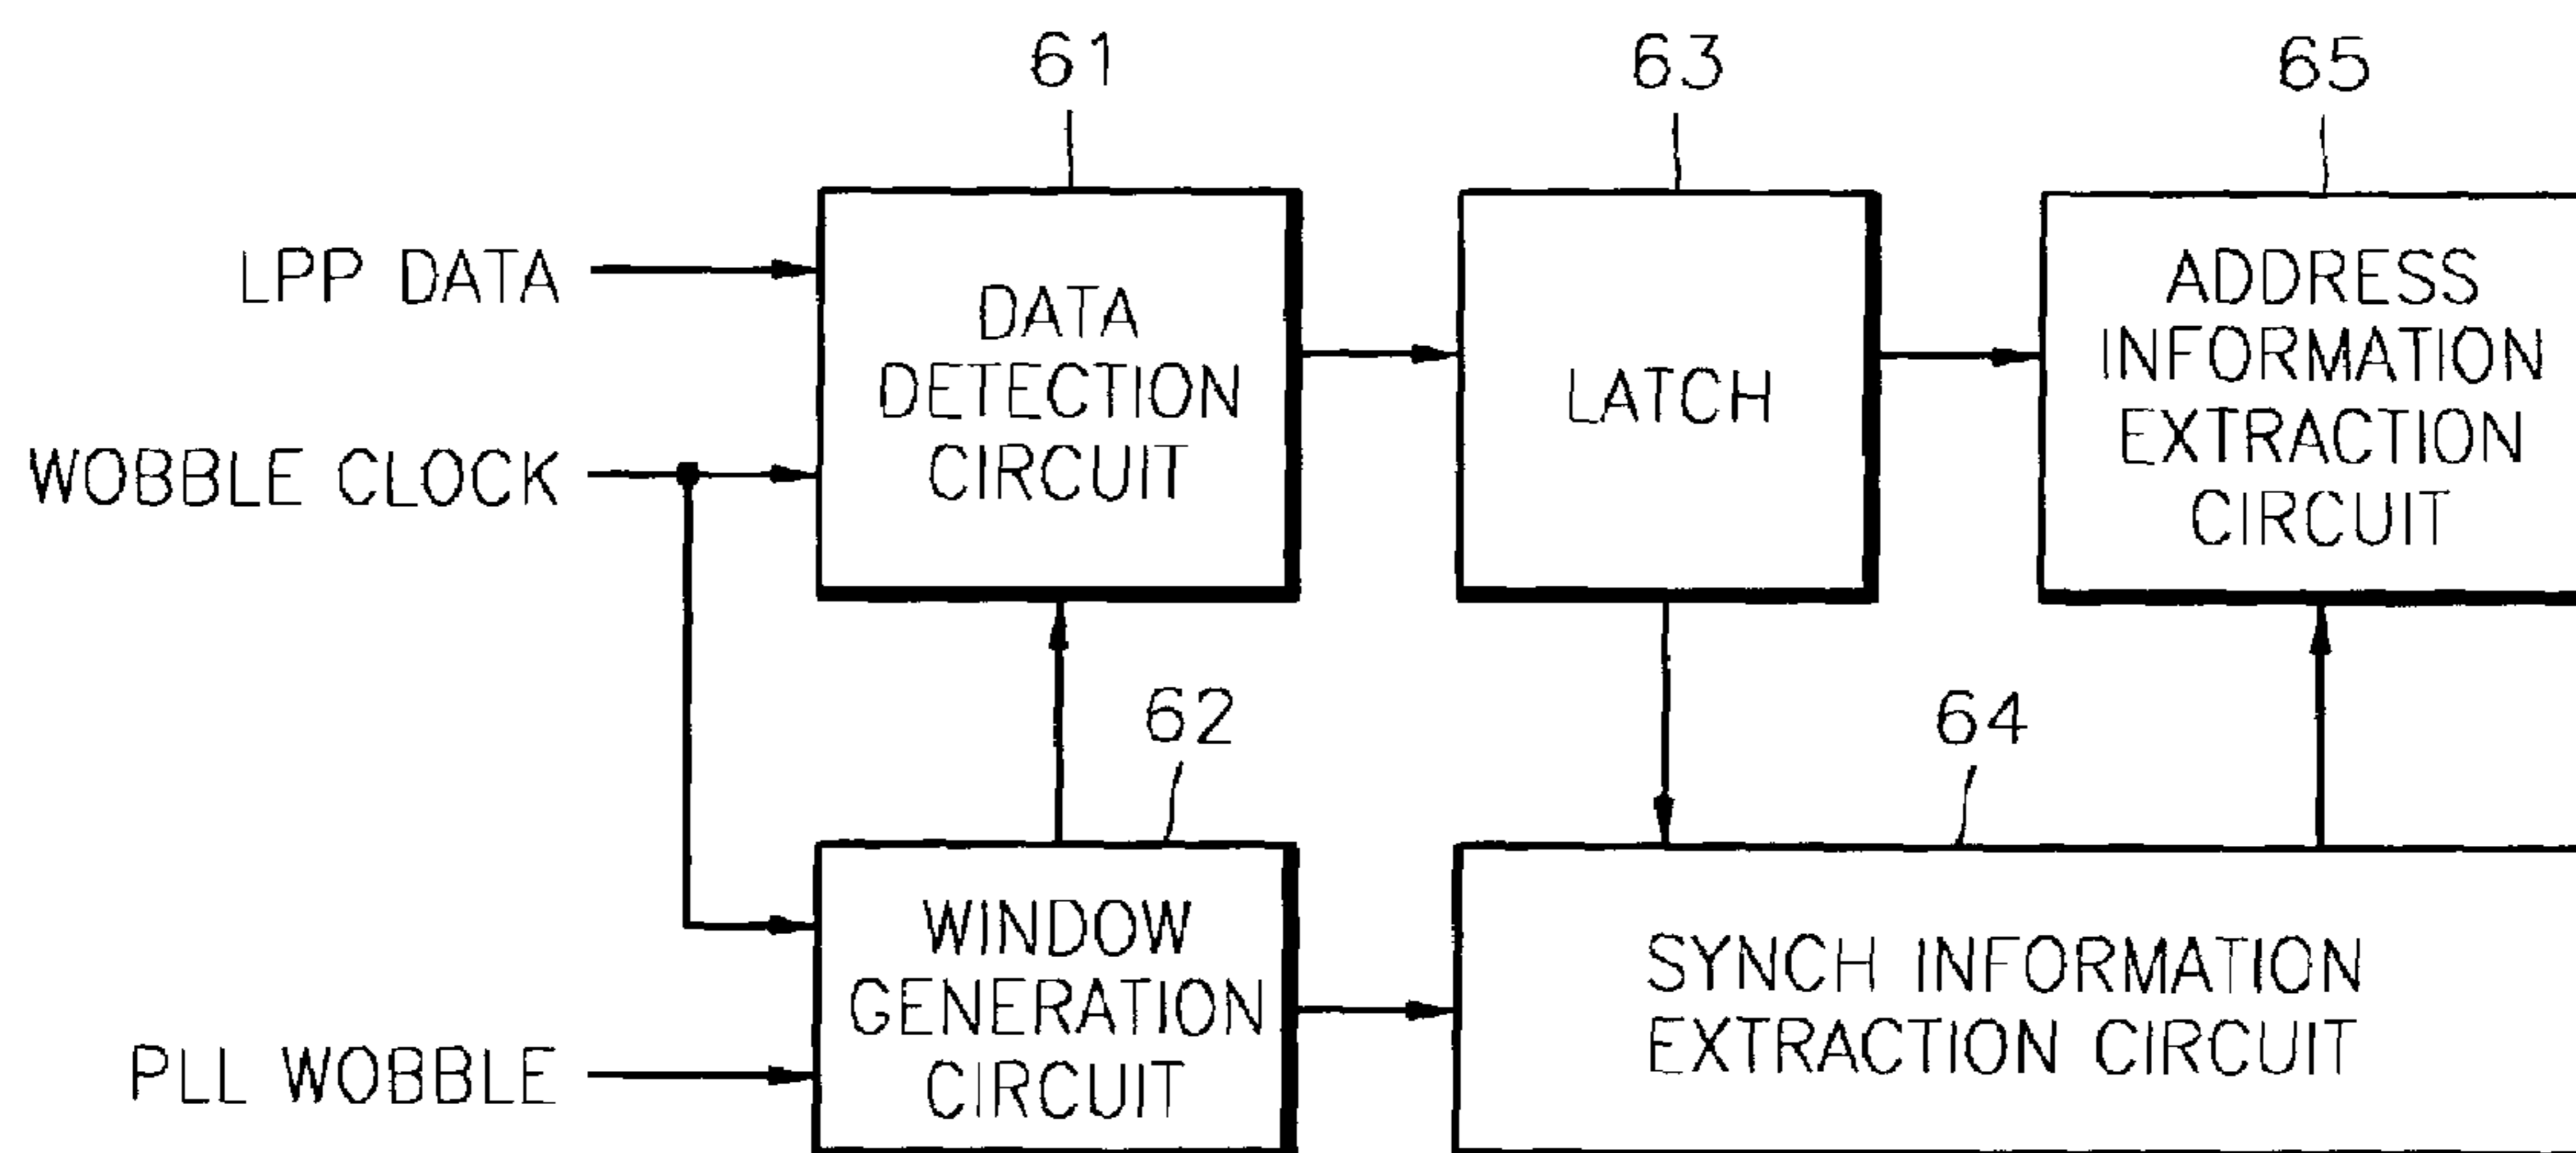 61
63
65
LPP DATA
DATA
DETECTION
CIRCUIT
LATCH
ADDRESS
INFORMATION
EXTRACTION
CIRCUIT
WOBBLE CLOCK
62
64
WINDOW
GENERATION
CIRCUIT
SYNCH INFORMATION
EXTRACTION CIRCUIT
PLL WOBBLE